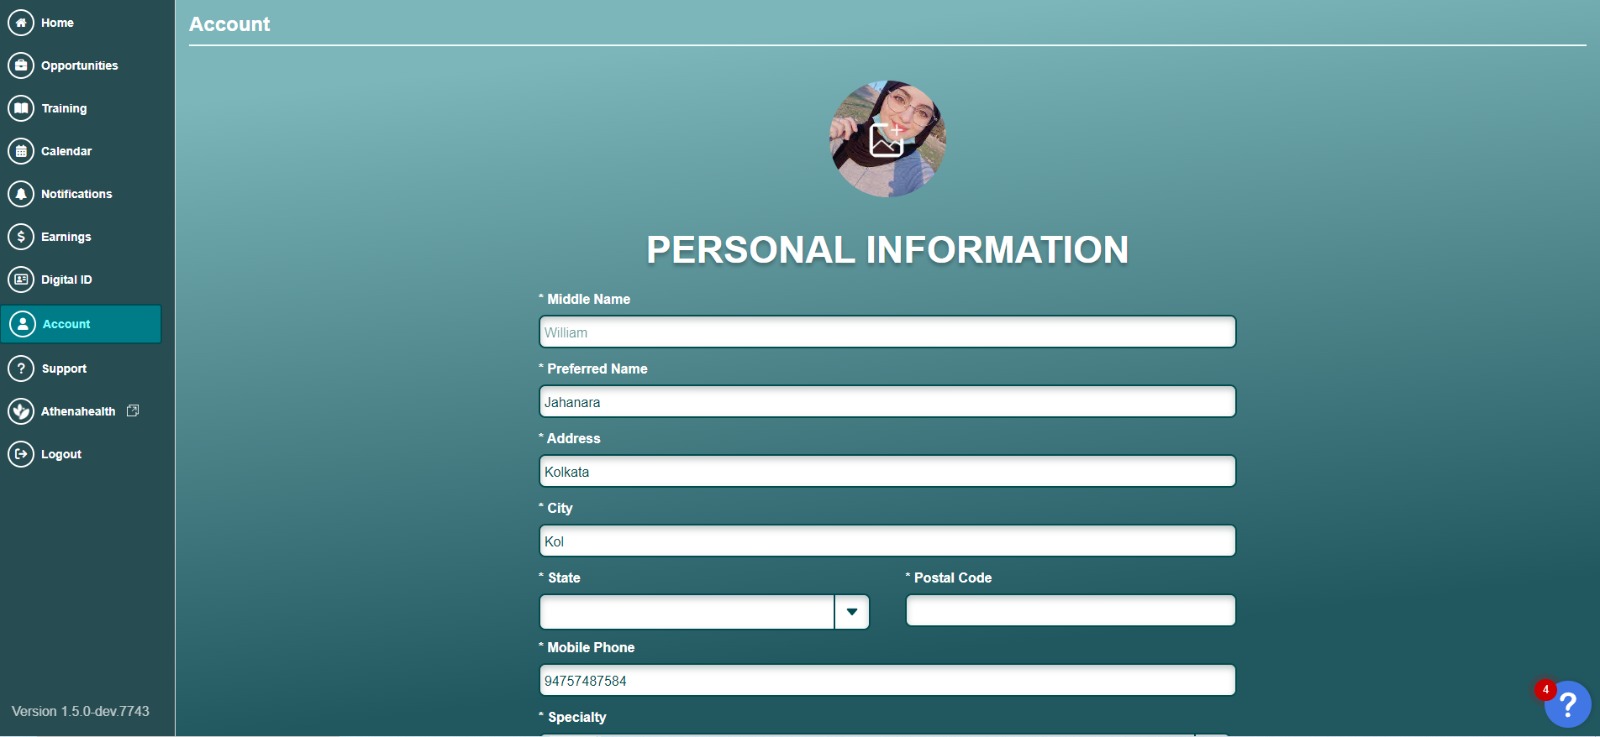 Home
Opportunities
Training
Calendar
Notifications
$ Earnings
Digital ID
Account
? Support
Athenahealth
Logout
Version 1.5.0-dev.7743
Account
PERSONAL INFORMATION
* Middle Name
William
* Preferred Name
Jahanara
* Address
Kolkata
* City
Kol
* State * Postal Code
* Mobile Phone
94757487584
* Specialty
4
?